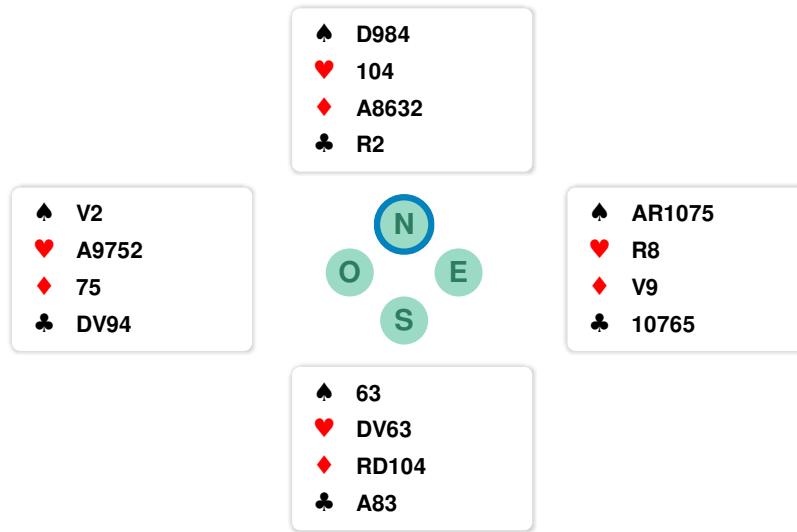 ♠ D984
♥ 104
♦ A8632
♣ R2
♠ V2
♥ A9752
♦ 75
♣ DV94
N
O
E
S
♠ AR1075
♥ R8
♦ V9
♣ 10765
♠ 63
♥ DV63
♦ RD104
♣ A83